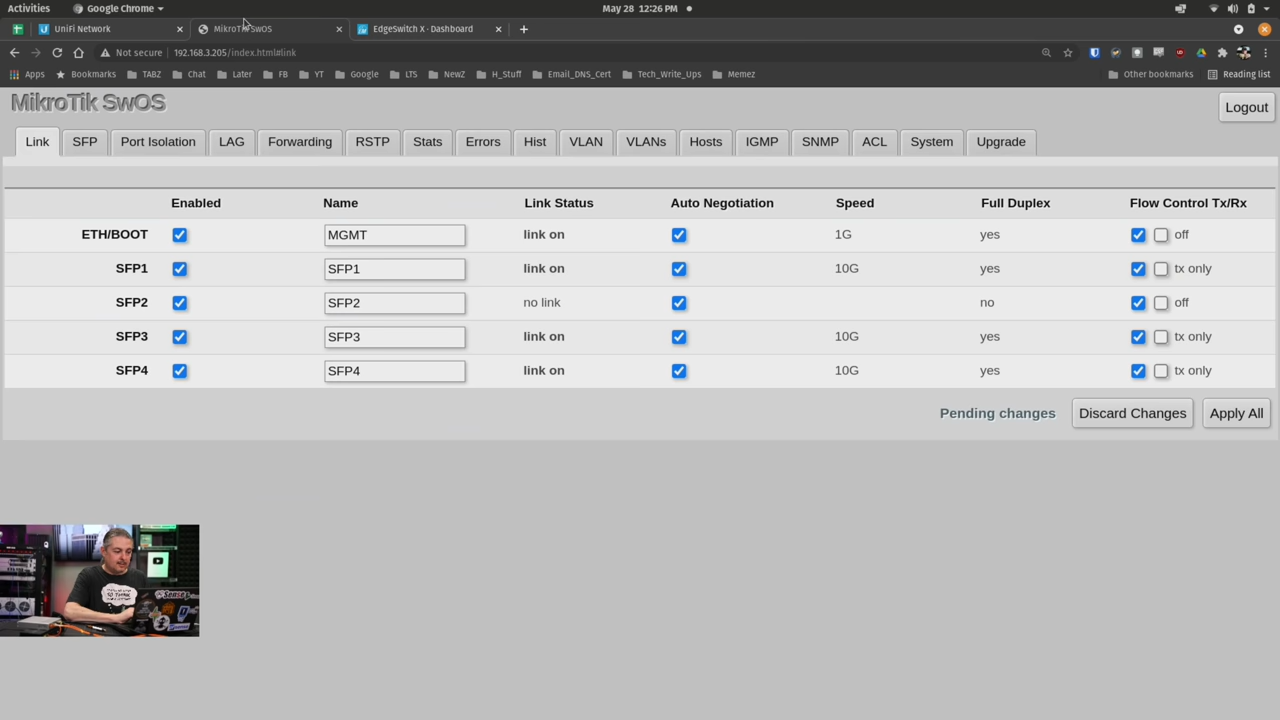 Activities Google Chrome May 28 12:26 PM
UniFi Network MikroTik SwOS EdgeSwitch X - Dashboard
Not secure 192.168.3.205/index.html#link
Apps Bookmarks TABZ Chat Later FB YT Google LTS NewZ H_Stuff Email_DNS_Cert Tech_Write_Ups Memez Other bookmarks Reading list
MikroTik SwOS Logout
Link SFP Port Isolation LAG Forwarding RSTP Stats Errors Hist VLAN VLANs Hosts IGMP SNMP ACL System Upgrade
Enabled Name Link Status Auto Negotiation Speed Full Duplex Flow Control Tx/Rx
ETH/BOOT MGMT link on 1G yes off
SFP1 SFP1 link on 10G yes tx only
SFP2 SFP2 no link no off
SFP3 SFP3 link on 10G yes tx only
SFP4 SFP4 link on 10G yes tx only
Pending changes Discard Changes Apply All